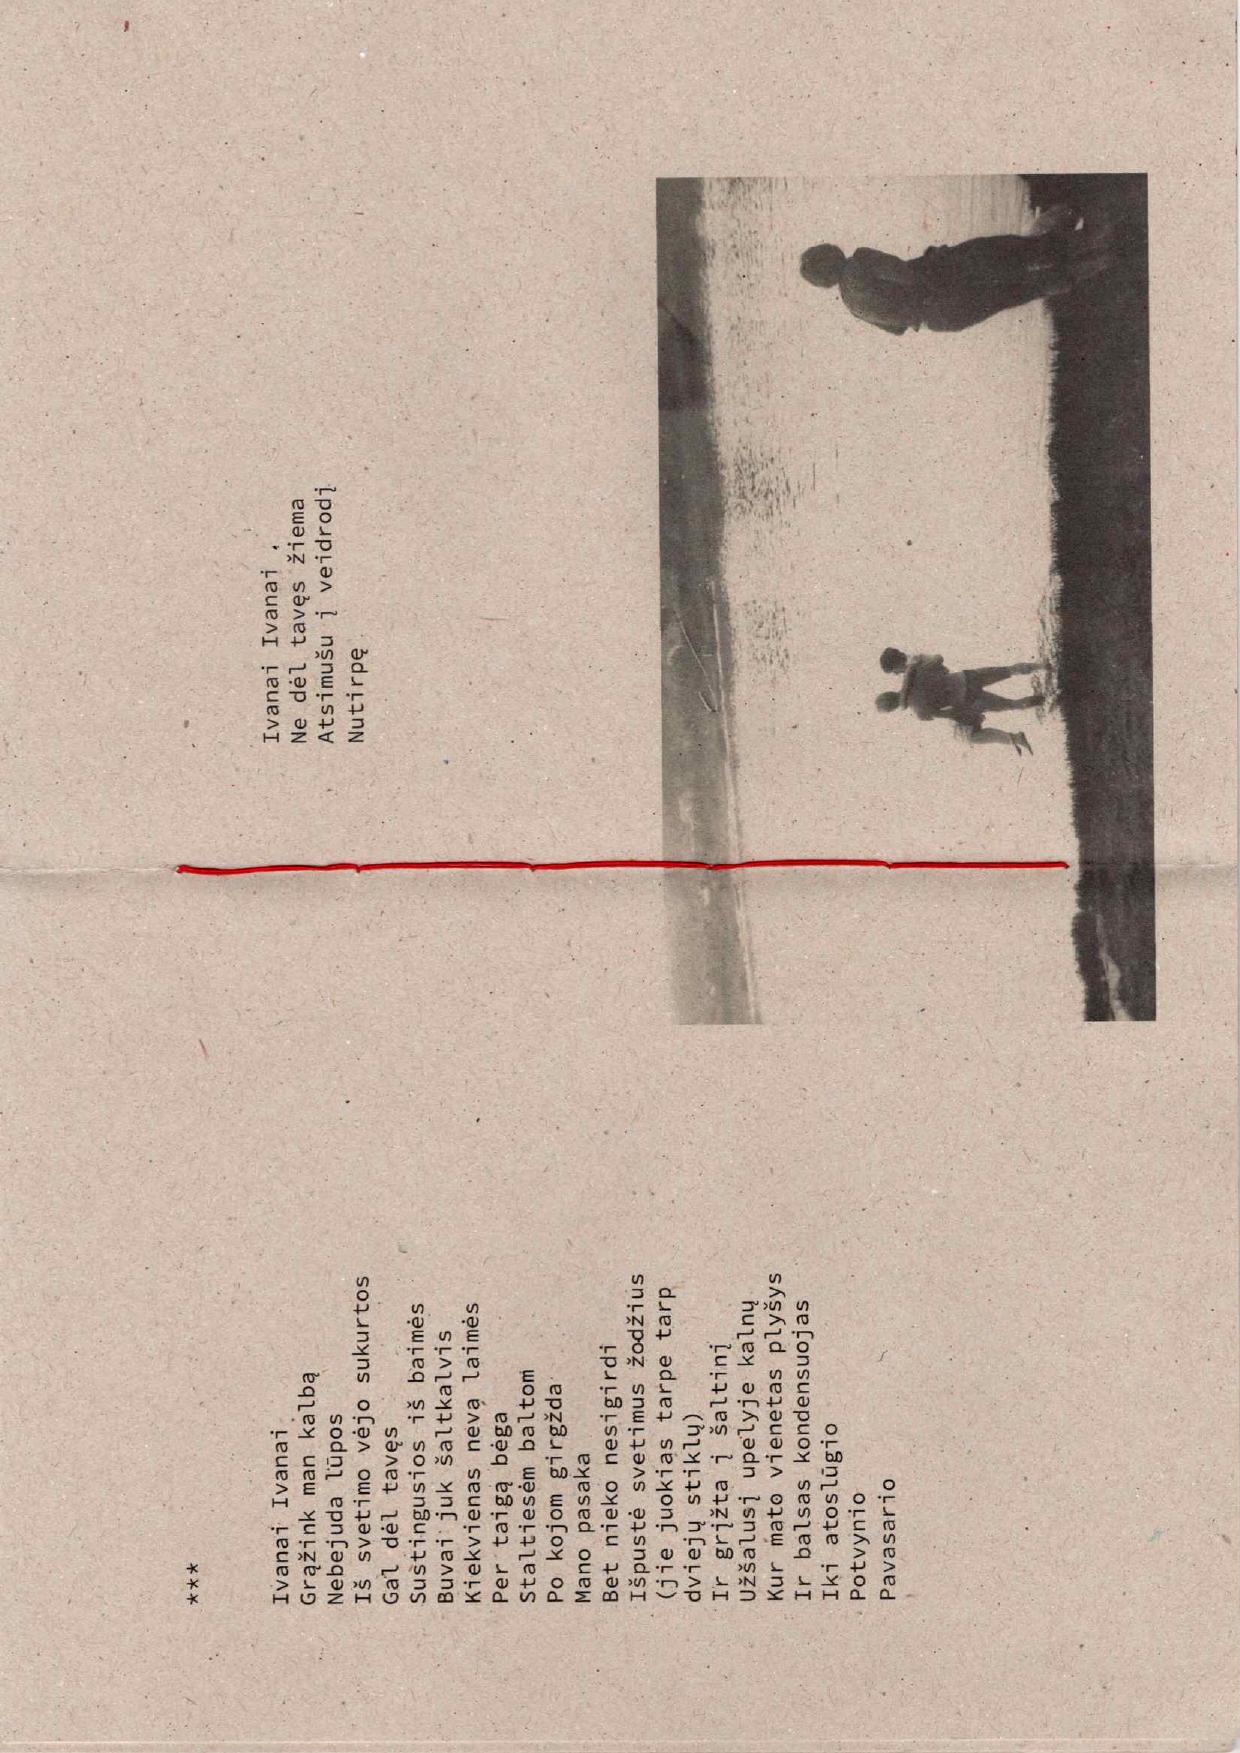 ***
Ivanai Ivanai
Grąžink man kalbą
Nebejuda lūpos
Iš svetimo vėjo sukurtos
Gal dėl tavęs
Sustingusios iš baimės
Buvai juk šaltkalvis
Kiekvienas nevą laimės
Per taigą bėga
Staltiesėm baltom
Po kojom girgžda
Mano pasaka
Bet nieko nesigirdi
Išpustė svetimus žodžius
(jie juokias tarpe tarp
dviejų stiklų)
Ir grįžta į šaltinį
Užšalusį upelyje kalnų
Kur mato vienetas plyšys
Ir balsas kondensuojas
Iki atoslūgio
Potvynio
Pavasario
Ivanai Ivanai
Ne dėl tavęs žiema
Atsimušu į veidrodį
Nutirpę